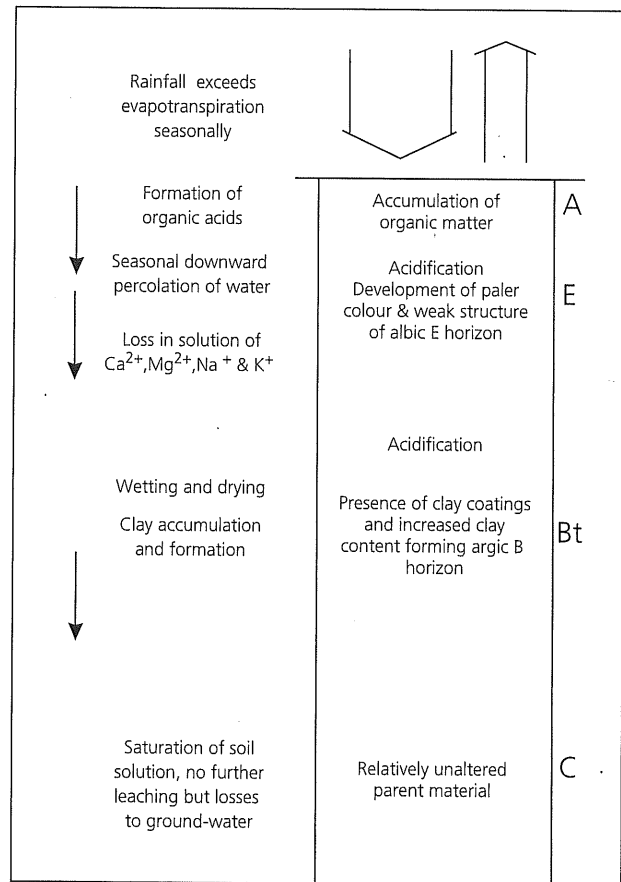 Rainfall exceeds
evapotranspiration
seasonally
Formation of
organic acids
Accumulation of
organic matter
A
Seasonal downward
percolation of water
Acidification
Development of paler
colour & weak structure
of albic E horizon
E
Loss in solution of
Ca2+,Mg2+,Na + & K+
Acidification
Wetting and drying
Clay accumulation
and formation
Presence of clay coatings
and increased clay
content forming argic B
horizon
Bt
Saturation of soil
solution, no further
leaching but losses
to ground-water
Relatively unaltered
parent material
C